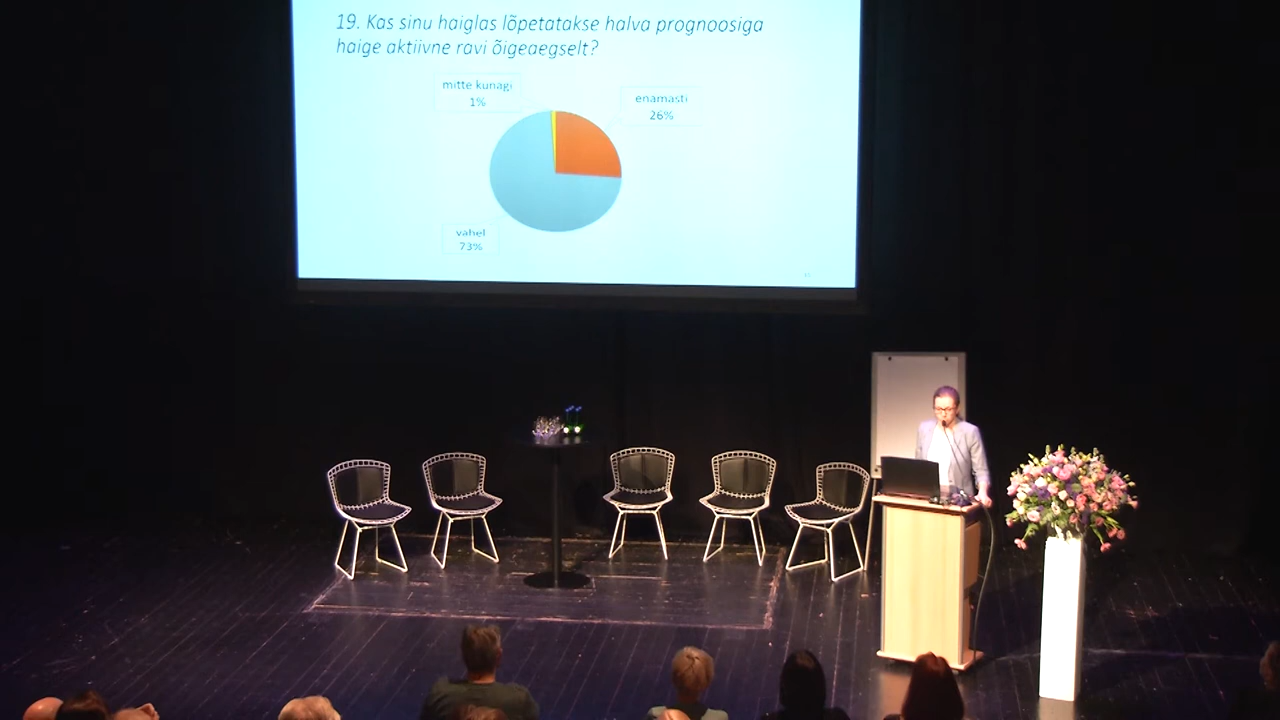 19. Kas sinu haiglas lõpetatakse halva prognoosiga
haige aktiivne ravi õigeaegselt?
mitte kunagi
1%
enamasti
26%
vahel
73%